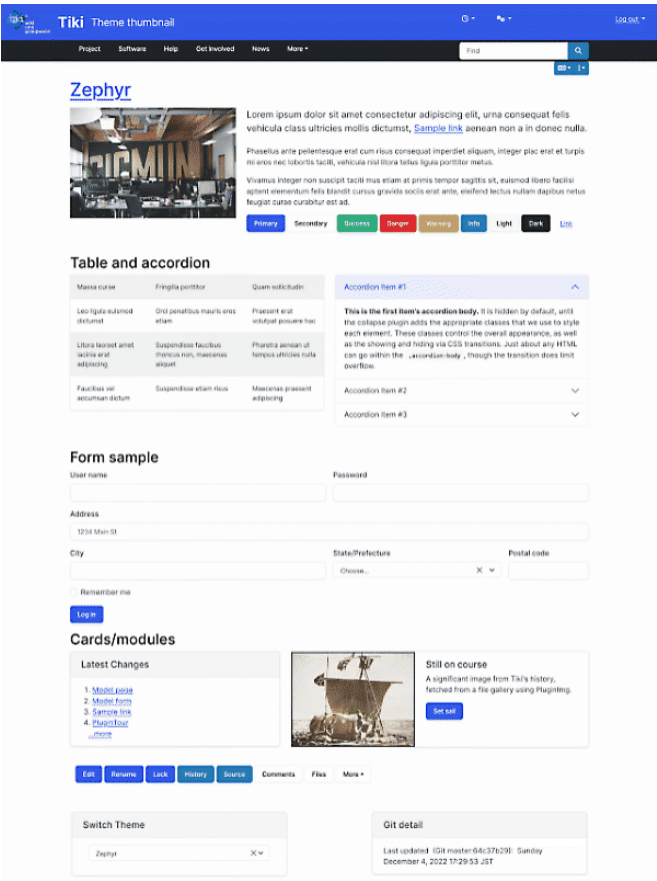 Tiki Theme thumbnail
Log out
Project Software Help Get Involved News More
Find
Zephyr
Lorem ipsum dolor sit amet consectetur adipiscing elit, urna consequat felis
vehicula class ultricies mollis dictumst, Sample link aenean non a in donec nulla.
Phasellus ante pellentesque erat cum risus consequat imperdiet aliquam, integer plac erat et turpis
mi eros nec lobortis taciti, vehicula nisl litora tellus ligula porttitor metus.
Vivamus integer non suscipit taciti mus etiam at primis tempor sagittis sit, euismod libero facilisi
aptent elementum felis blandit cursus gravida sociis erat ante, eleifend lectus nullam dapibus netus
feugiat curae curabitur est ad.
Primary Secondary Success Danger Warning Info Light Dark Link
Table and accordion
Massa curae Fringilla porttitor Quam sollicitudin
Leo ligula euismod Orci penatibus mauris eros Praesent erat
dictumst etiam volutpat posuere hac
Litora laoreet amet Suspendisse faucibus Pharetra aenean ut
lacinia erat rhoncus non, maecenas tempus ultricies nulla
adipiscing aliquet
Faucibus vel Suspendisse etiam risus Maecenas praesent
accumsan dictum adipiscing
Accordion Item #1
This is the first item's accordion body. It is hidden by default, until
the collapse plugin adds the appropriate classes that we use to style
each element. These classes control the overall appearance, as well
as the showing and hiding via CSS transitions. Just about any HTML
can go within the .accordion-body , though the transition does limit
overflow.
Accordion Item #2
Accordion Item #3
Form sample
User name Password
Address
1234 Main St
City State/Prefecture Postal code
Choose...
Remember me
Log in
Cards/modules
Latest Changes
1. Model page
2. Model form
3. Sample link
4. PluginTour
...more
Still on course
A significant image from Tiki's history,
fetched from a file gallery using PluginImg.
Set sail
Edit Rename Lock History Source Comments Files More
Switch Theme
Zephyr
Git detail
Last updated (Git master:64c37b29): Sunday
December 4, 2022 17:29:53 JST